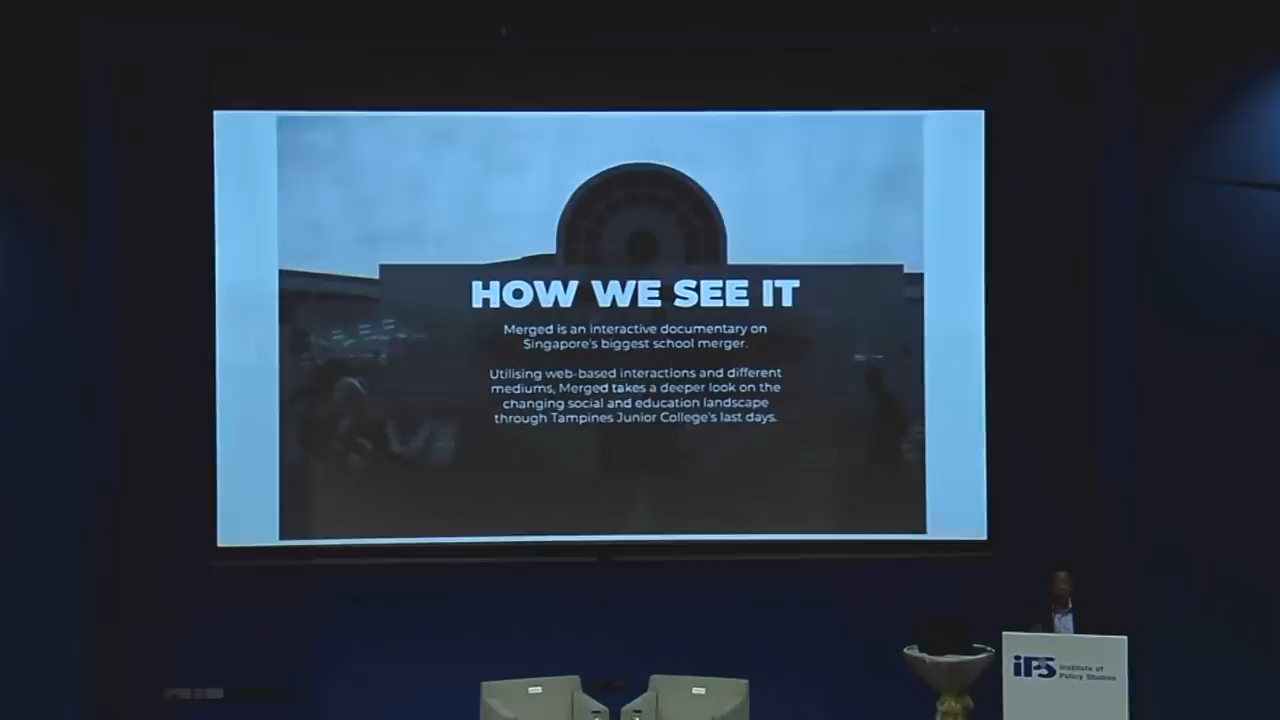 HOW WE SEE IT
Merged is an interactive documentary on
Singapore's biggest school merger.
Utilising web-based interactions and different
mediums, Merged takes a deeper look on the
changing social and education landscape
through Tampines Junior College's last days.
iPS Institute of
Policy Studies